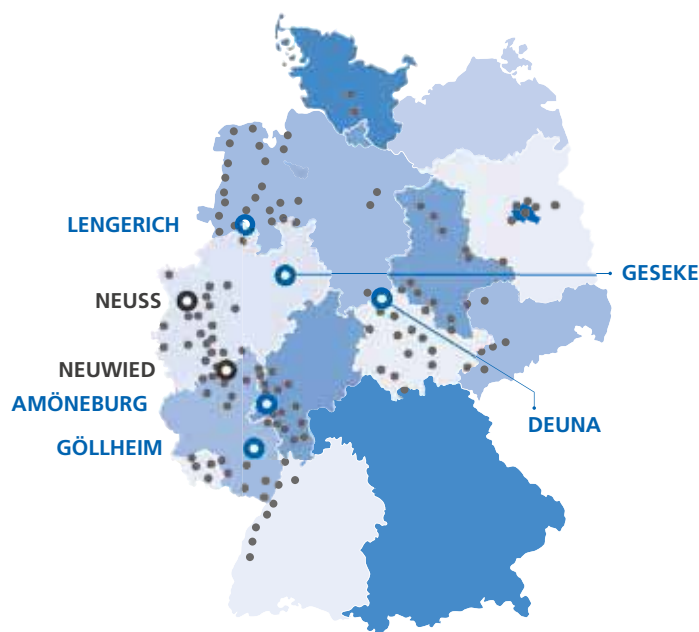 LENGERICH
GESEKE
NEUSS
NEUWIED
AMÖNEBURG
DEUNA
GÖLLHEIM